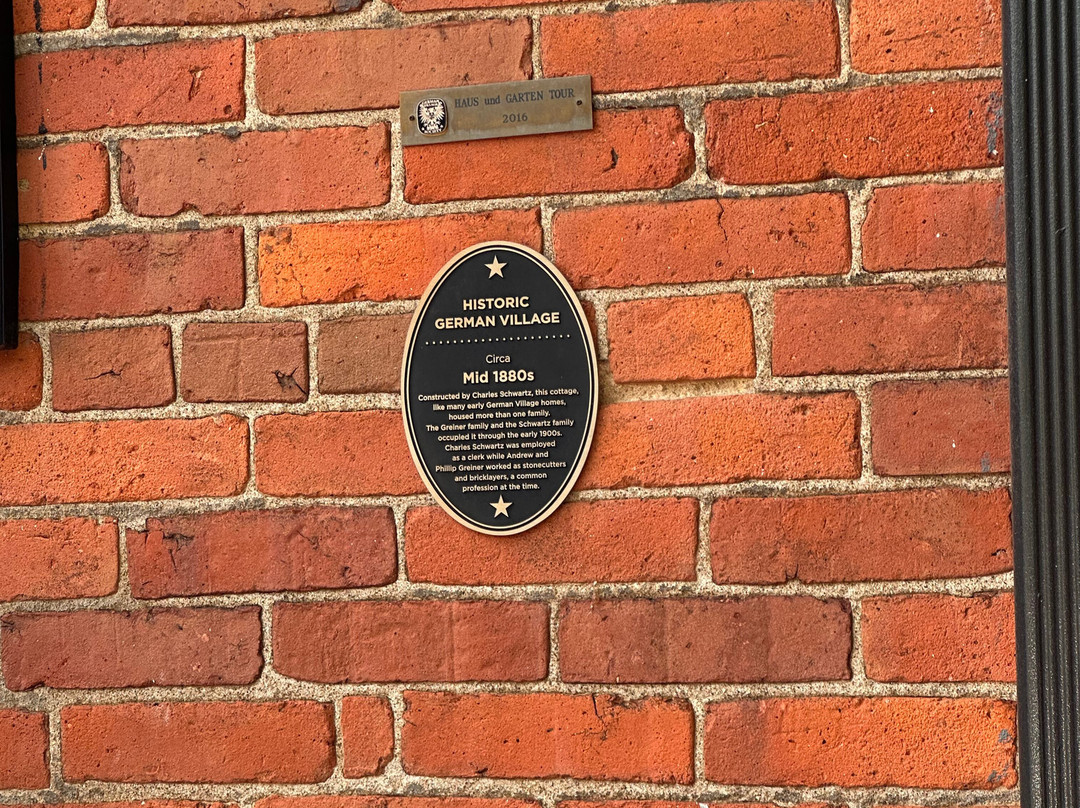 HAUS und GARTEN TOUR
2016
HISTORIC
GERMAN VILLAGE
Circa
Mid 1880s
Constructed by Charles Schwartz, this cottage,
like many early German Village homes,
housed more than one family.
The Greiner family and the Schwartz family
occupied it through the early 1900s.
Charles Schwartz was employed
as a clerk while Andrew and
Phillip Greiner worked as stonecutters
and bricklayers, a common
profession at the time.